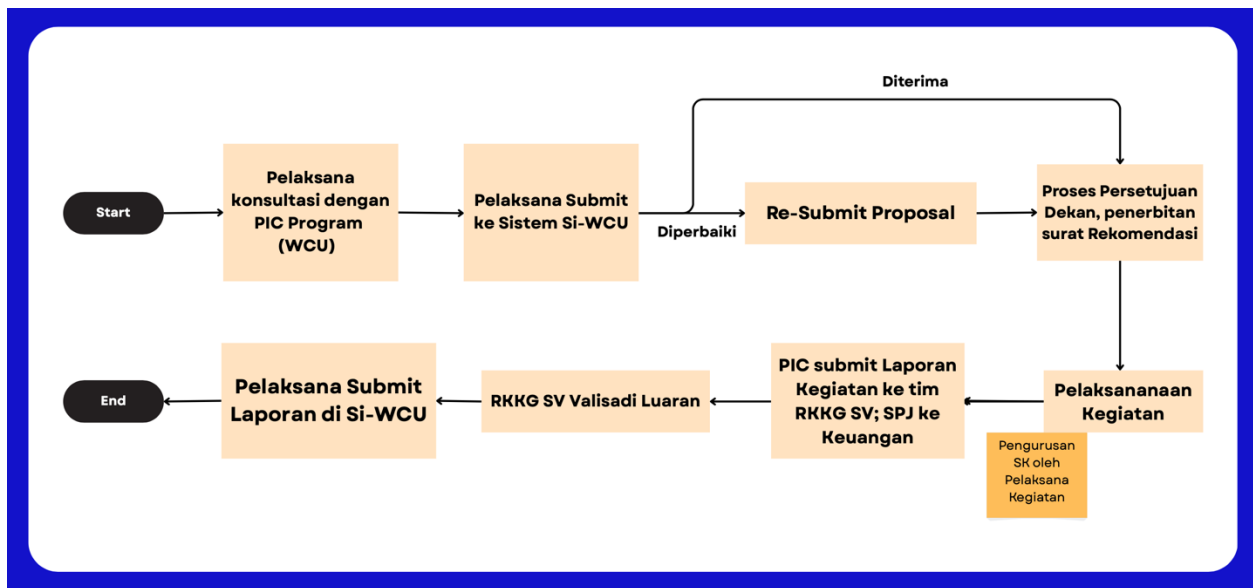 Start
Pelaksana
konsultasi dengan
PIC Program
(WCU)
Pelaksana Submit
ke Sistem Si-WCU
Diterima
Diperbaiki
Re-Submit Proposal
Proses Persetujuan
Dekan, penerbitan
surat Rekomendasi
Pelaksananaan
Kegiatan
Pengurusan
SK oleh
Pelaksana
Kegiatan
PIC submit Laporan
Kegiatan ke tim
RKKG SV; SPJ ke
Keuangan
RKKG SV Valisadi Luaran
Pelaksana Submit
Laporan di Si-WCU
End